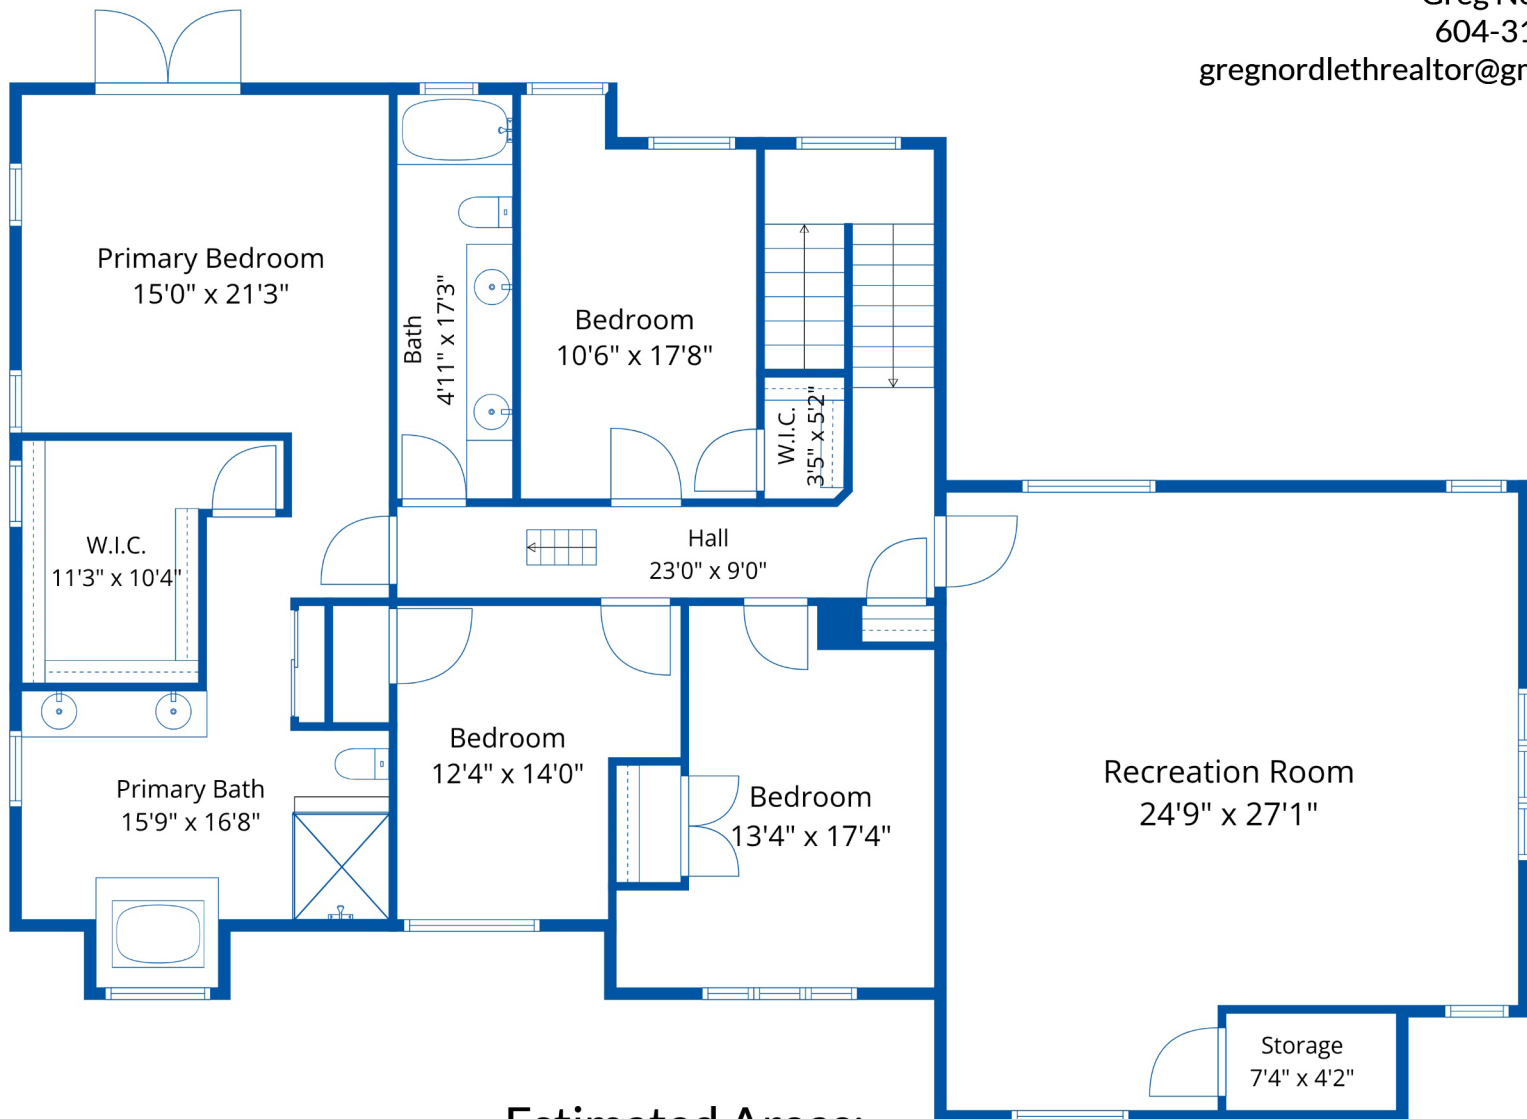 604-31
gregnordlethrealtor@gr
Primary Bedroom
15'0" x 21'3"
Bath
4'11" x 17'3"
Bedroom
10'6" x 17'8"
W.I.C.
3'5" x 5'2"
W.I.C.
11'3" x 10'4"
Hall
23'0" x 9'0"
Primary Bath
15'9" x 16'8"
Bedroom
12'4" x 14'0"
Bedroom
13'4" x 17'4"
Recreation Room
24'9" x 27'1"
Storage
7'4" x 4'2"
Estimated Areas: